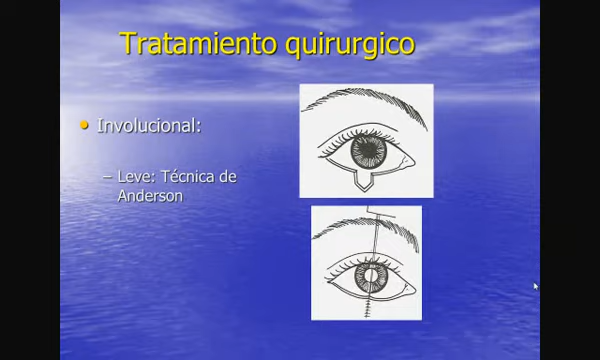 Tratamiento quirurgico
Involucional:
– Leve: Técnica de
Anderson